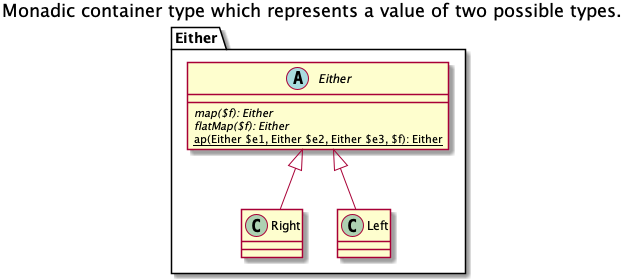 Monadic container type which represents a value of two possible types.
Either
A Either
map($f): Either
flatMap($f): Either
ap(Either $e1, Either $e2, Either $e3, $f): Either
C Right
C Left